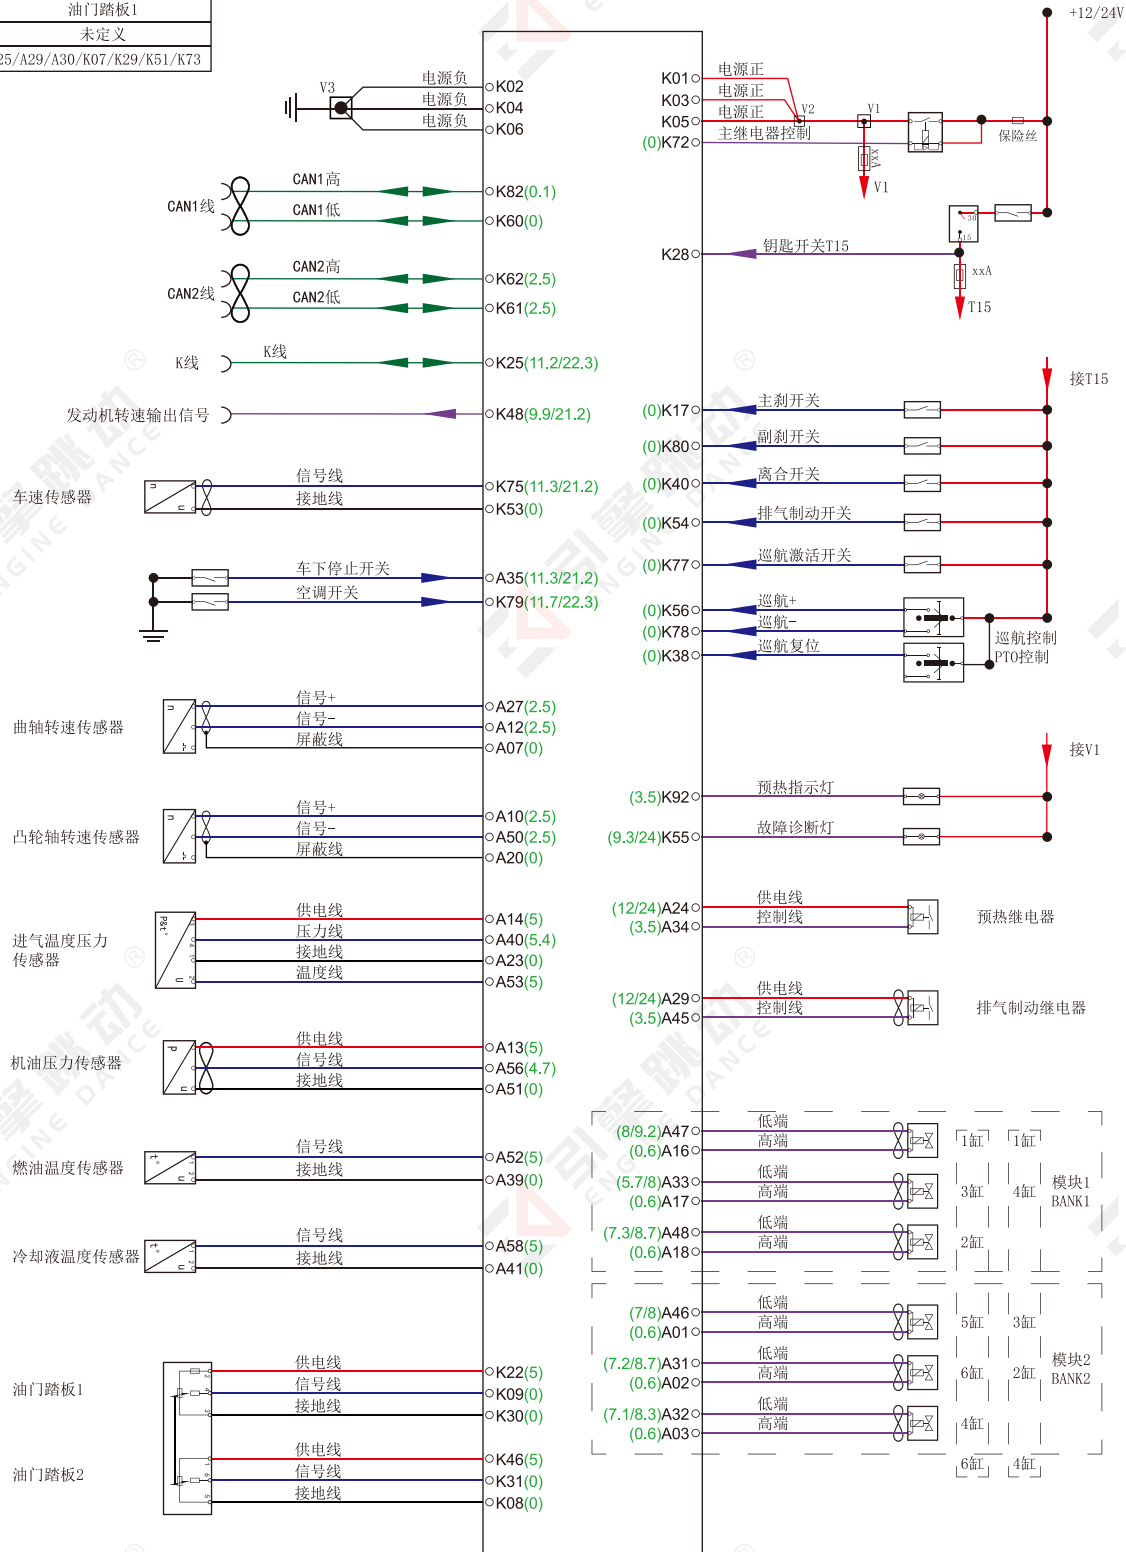 油门踏板1
未定义
25/A29/A30/K07/K29/K51/K73
V3
电源负
K02
电源负
K04
电源负
K06
CAN1线
CAN1高
K82(0.1)
CAN1低
K60(0)
CAN2线
CAN2高
K62(2.5)
CAN2低
K61(2.5)
K线
K线
K25(11.2/22.3)
发动机转速输出信号
K48(9.9/21.2)
车速传感器
n
u
信号线
K75(11.3/21.2)
接地线
K53(0)
车下停止开关
A35(11.3/21.2)
空调开关
K79(11.7/22.3)
曲轴转速传感器
n
信号+
A27(2.5)
信号-
A12(2.5)
屏蔽线
A07(0)
凸轮轴转速传感器
n
信号+
A10(2.5)
信号-
A50(2.5)
屏蔽线
A20(0)
进气温度压力
传感器
P&t°
u
供电线
A14(5)
压力线
A40(5.4)
接地线
A23(0)
温度线
A53(5)
机油压力传感器
p
u
供电线
A13(5)
信号线
A56(4.7)
接地线
A51(0)
燃油温度传感器
t°
u
1
2
信号线
A52(5)
接地线
A39(0)
冷却液温度传感器
t°
u
1
2
信号线
A58(5)
接地线
A41(0)
油门踏板1
2
4
3
供电线
K22(5)
信号线
K09(0)
接地线
K30(0)
油门踏板2
1
6
5
供电线
K46(5)
信号线
K31(0)
接地线
K08(0)
+12/24V
K01
电源正
K03
电源正
V2
V1
K05
电源正
保险丝
(0)K72
主继电器控制
xxA
V1
30
15
K28
钥匙开关T15
xxA
T15
接T15
(0)K17
主刹开关
(0)K80
副刹开关
(0)K40
离合开关
(0)K54
排气制动开关
(0)K77
巡航激活开关
(0)K56
巡航+
(0)K78
巡航-
(0)K38
巡航复位
巡航控制
PTO控制
接V1
(3.5)K92
预热指示灯
(9.3/24)K55
故障诊断灯
(12/24)A24
供电线
(3.5)A34
控制线
预热继电器
(12/24)A29
供电线
(3.5)A45
控制线
排气制动继电器
(8/9.2)A47
低端
(0.6)A16
高端
1缸
1缸
(5.7/8)A33
低端
(0.6)A17
高端
3缸
4缸
模块1
BANK1
(7.3/8.7)A48
低端
(0.6)A18
高端
2缸
(7/8)A46
低端
(0.6)A01
高端
5缸
3缸
(7.2/8.7)A31
低端
(0.6)A02
高端
6缸
2缸
模块2
BANK2
(7.1/8.3)A32
低端
(0.6)A03
高端
4缸
6缸
4缸
引擎跳动
ENGINE DANCE
®